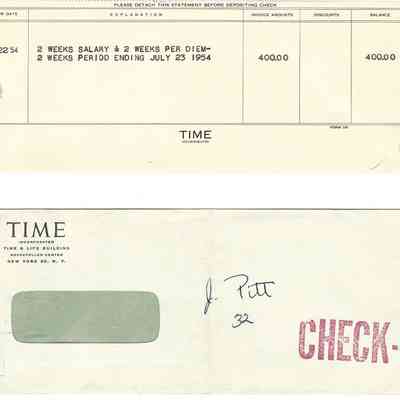 PLEASE DETACH THIS STATEMENT BEFORE DEPOSITING CHECK
DATE EXPLANATION INVOICE AMOUNTS DISCOUNTS BALANCE
22 54 2 WEEKS SALARY & 2 WEEKS PER DIEM- 400.00 400.00
2 WEEKS PERIOD ENDING JULY 23 1954
TIME
INCORPORATED
TIME
INCORPORATED
TIME & LIFE BUILDING
ROCKEFELLER CENTER
NEW YORK 20, N. Y.
J. Pitt
32
CHECK-